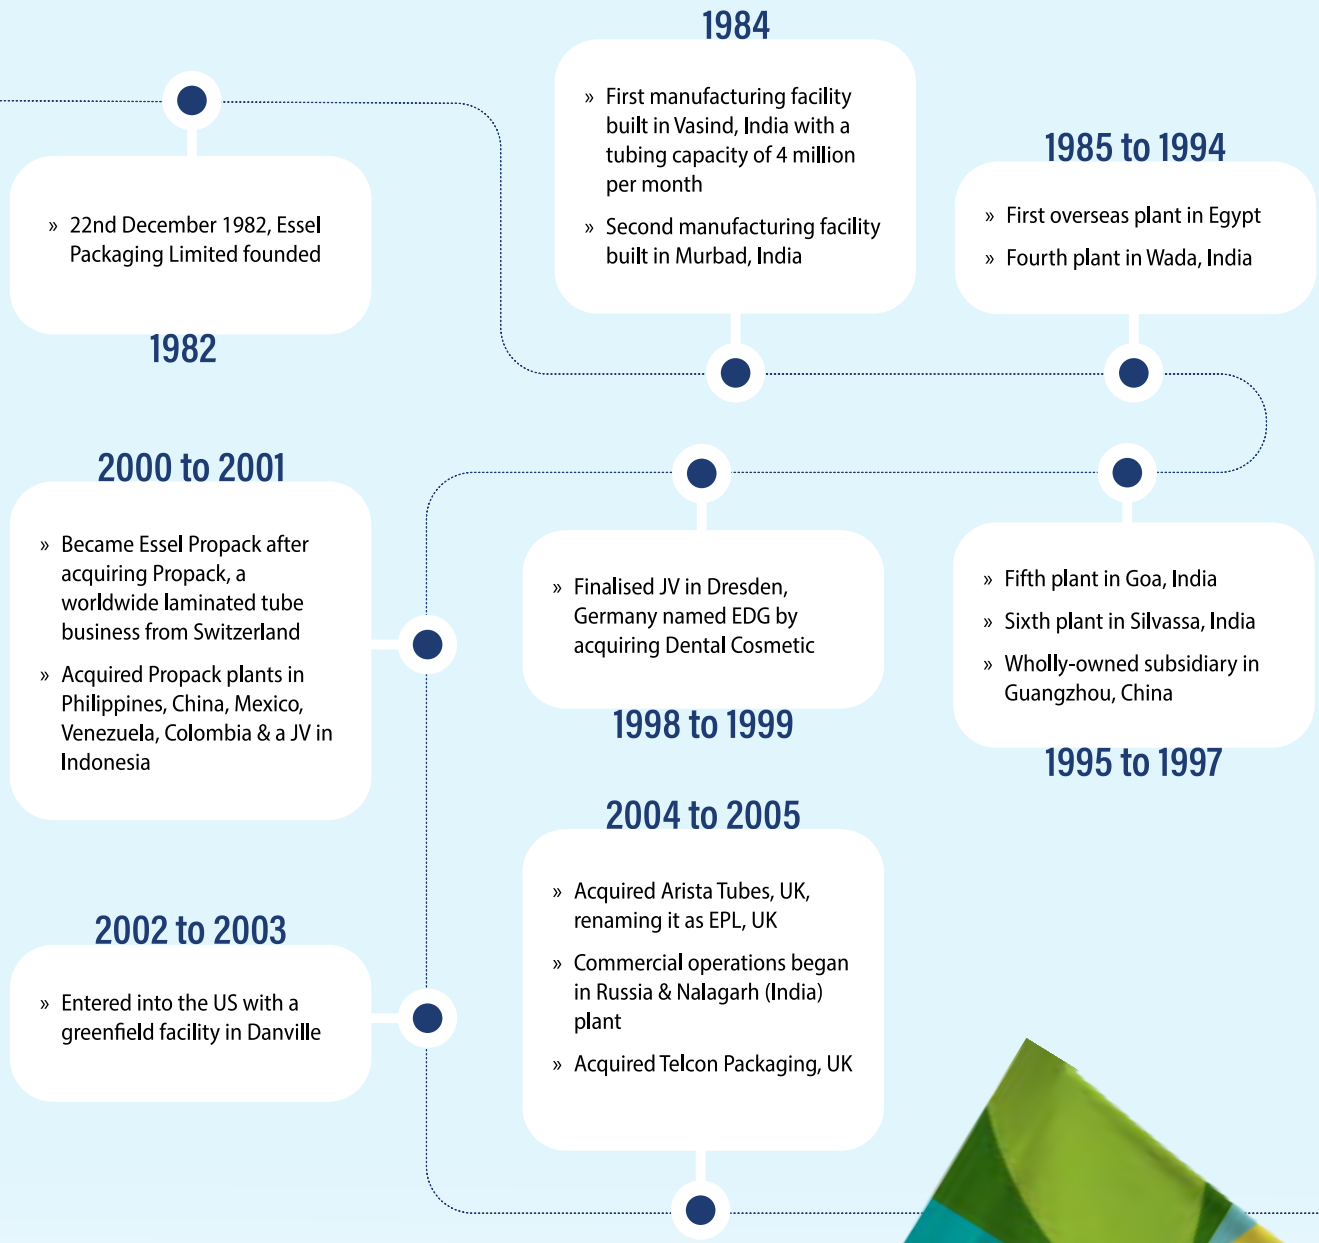 » 22nd December 1982, Essel
Packaging Limited founded
1982
1984
» First manufacturing facility
built in Vasind, India with a
tubing capacity of 4 million
per month
» Second manufacturing facility
built in Murbad, India
1985 to 1994
» First overseas plant in Egypt
» Fourth plant in Wada, India
» Fifth plant in Goa, India
» Sixth plant in Silvassa, India
» Wholly-owned subsidiary in
Guangzhou, China
1995 to 1997
» Finalised JV in Dresden,
Germany named EDG by
acquiring Dental Cosmetic
1998 to 1999
2000 to 2001
» Became Essel Propack after
acquiring Propack, a
worldwide laminated tube
business from Switzerland
» Acquired Propack plants in
Philippines, China, Mexico,
Venezuela, Colombia & a JV in
Indonesia
2002 to 2003
» Entered into the US with a
greenfield facility in Danville
2004 to 2005
» Acquired Arista Tubes, UK,
renaming it as EPL, UK
» Commercial operations began
in Russia & Nalagarh (India)
plant
» Acquired Telcon Packaging, UK